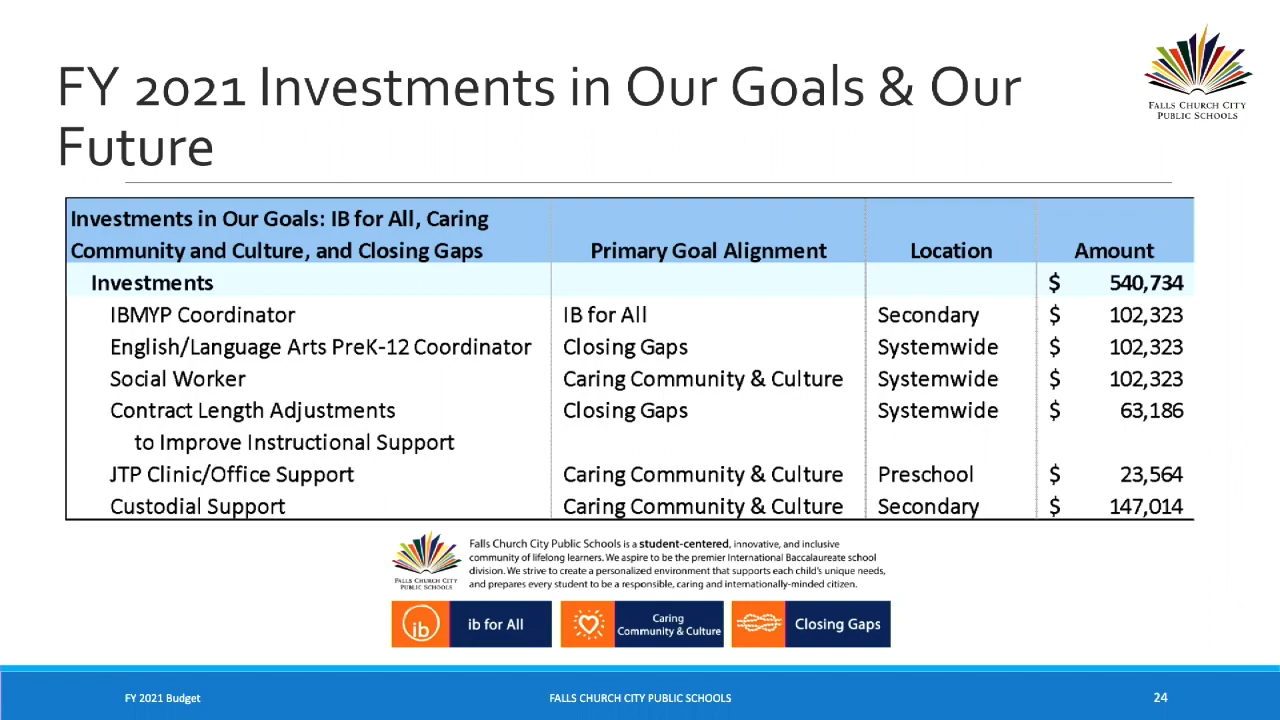 FY 2021 Investments in Our Goals & Our
Future
FALLS CHURCH CITY
PUBLIC SCHOOLS
Investments in Our Goals: IB for All, Caring
Community and Culture, and Closing Gaps Primary Goal Alignment Location Amount
Investments $ 540,734
IBMYP Coordinator IB for All Secondary $ 102,323
English/Language Arts PreK-12 Coordinator Closing Gaps Systemwide $ 102,323
Social Worker Caring Community & Culture Systemwide $ 102,323
Contract Length Adjustments Closing Gaps Systemwide $ 63,186
to Improve Instructional Support
JTP Clinic/Office Support Caring Community & Culture Preschool $ 23,564
Custodial Support Caring Community & Culture Secondary $ 147,014
FALLS CHURCH CITY
PUBLIC SCHOOLS
Falls Church City Public Schools is a student-centered, innovative, and inclusive
community of lifelong learners. We aspire to be the premier International Baccalaureate school
division. We strive to create a personalized environment that supports each child's unique needs,
and prepares every student to be a responsible, caring and internationally-minded citizen.
ib
ib for All
Caring
Community & Culture
Closing Gaps
FY 2021 Budget FALLS CHURCH CITY PUBLIC SCHOOLS 24